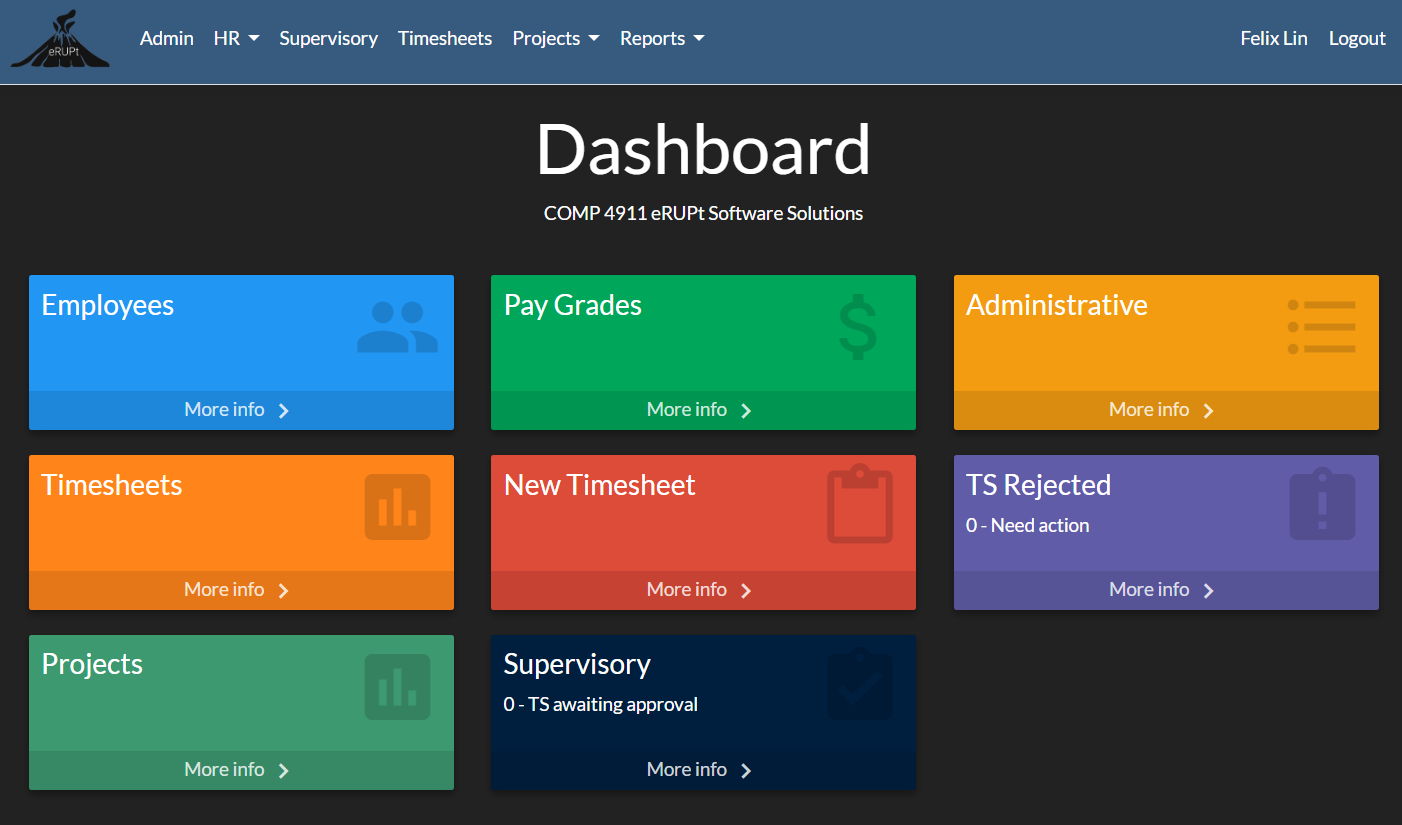 eRUPt
Admin HR Supervisory Timesheets Projects Reports Felix Lin Logout
Dashboard
COMP 4911 eRUPt Software Solutions
Employees
More info
Pay Grades
More info
Administrative
More info
Timesheets
More info
New Timesheet
More info
TS Rejected
0 - Need action
More info
Projects
More info
Supervisory
0 - TS awaiting approval
More info